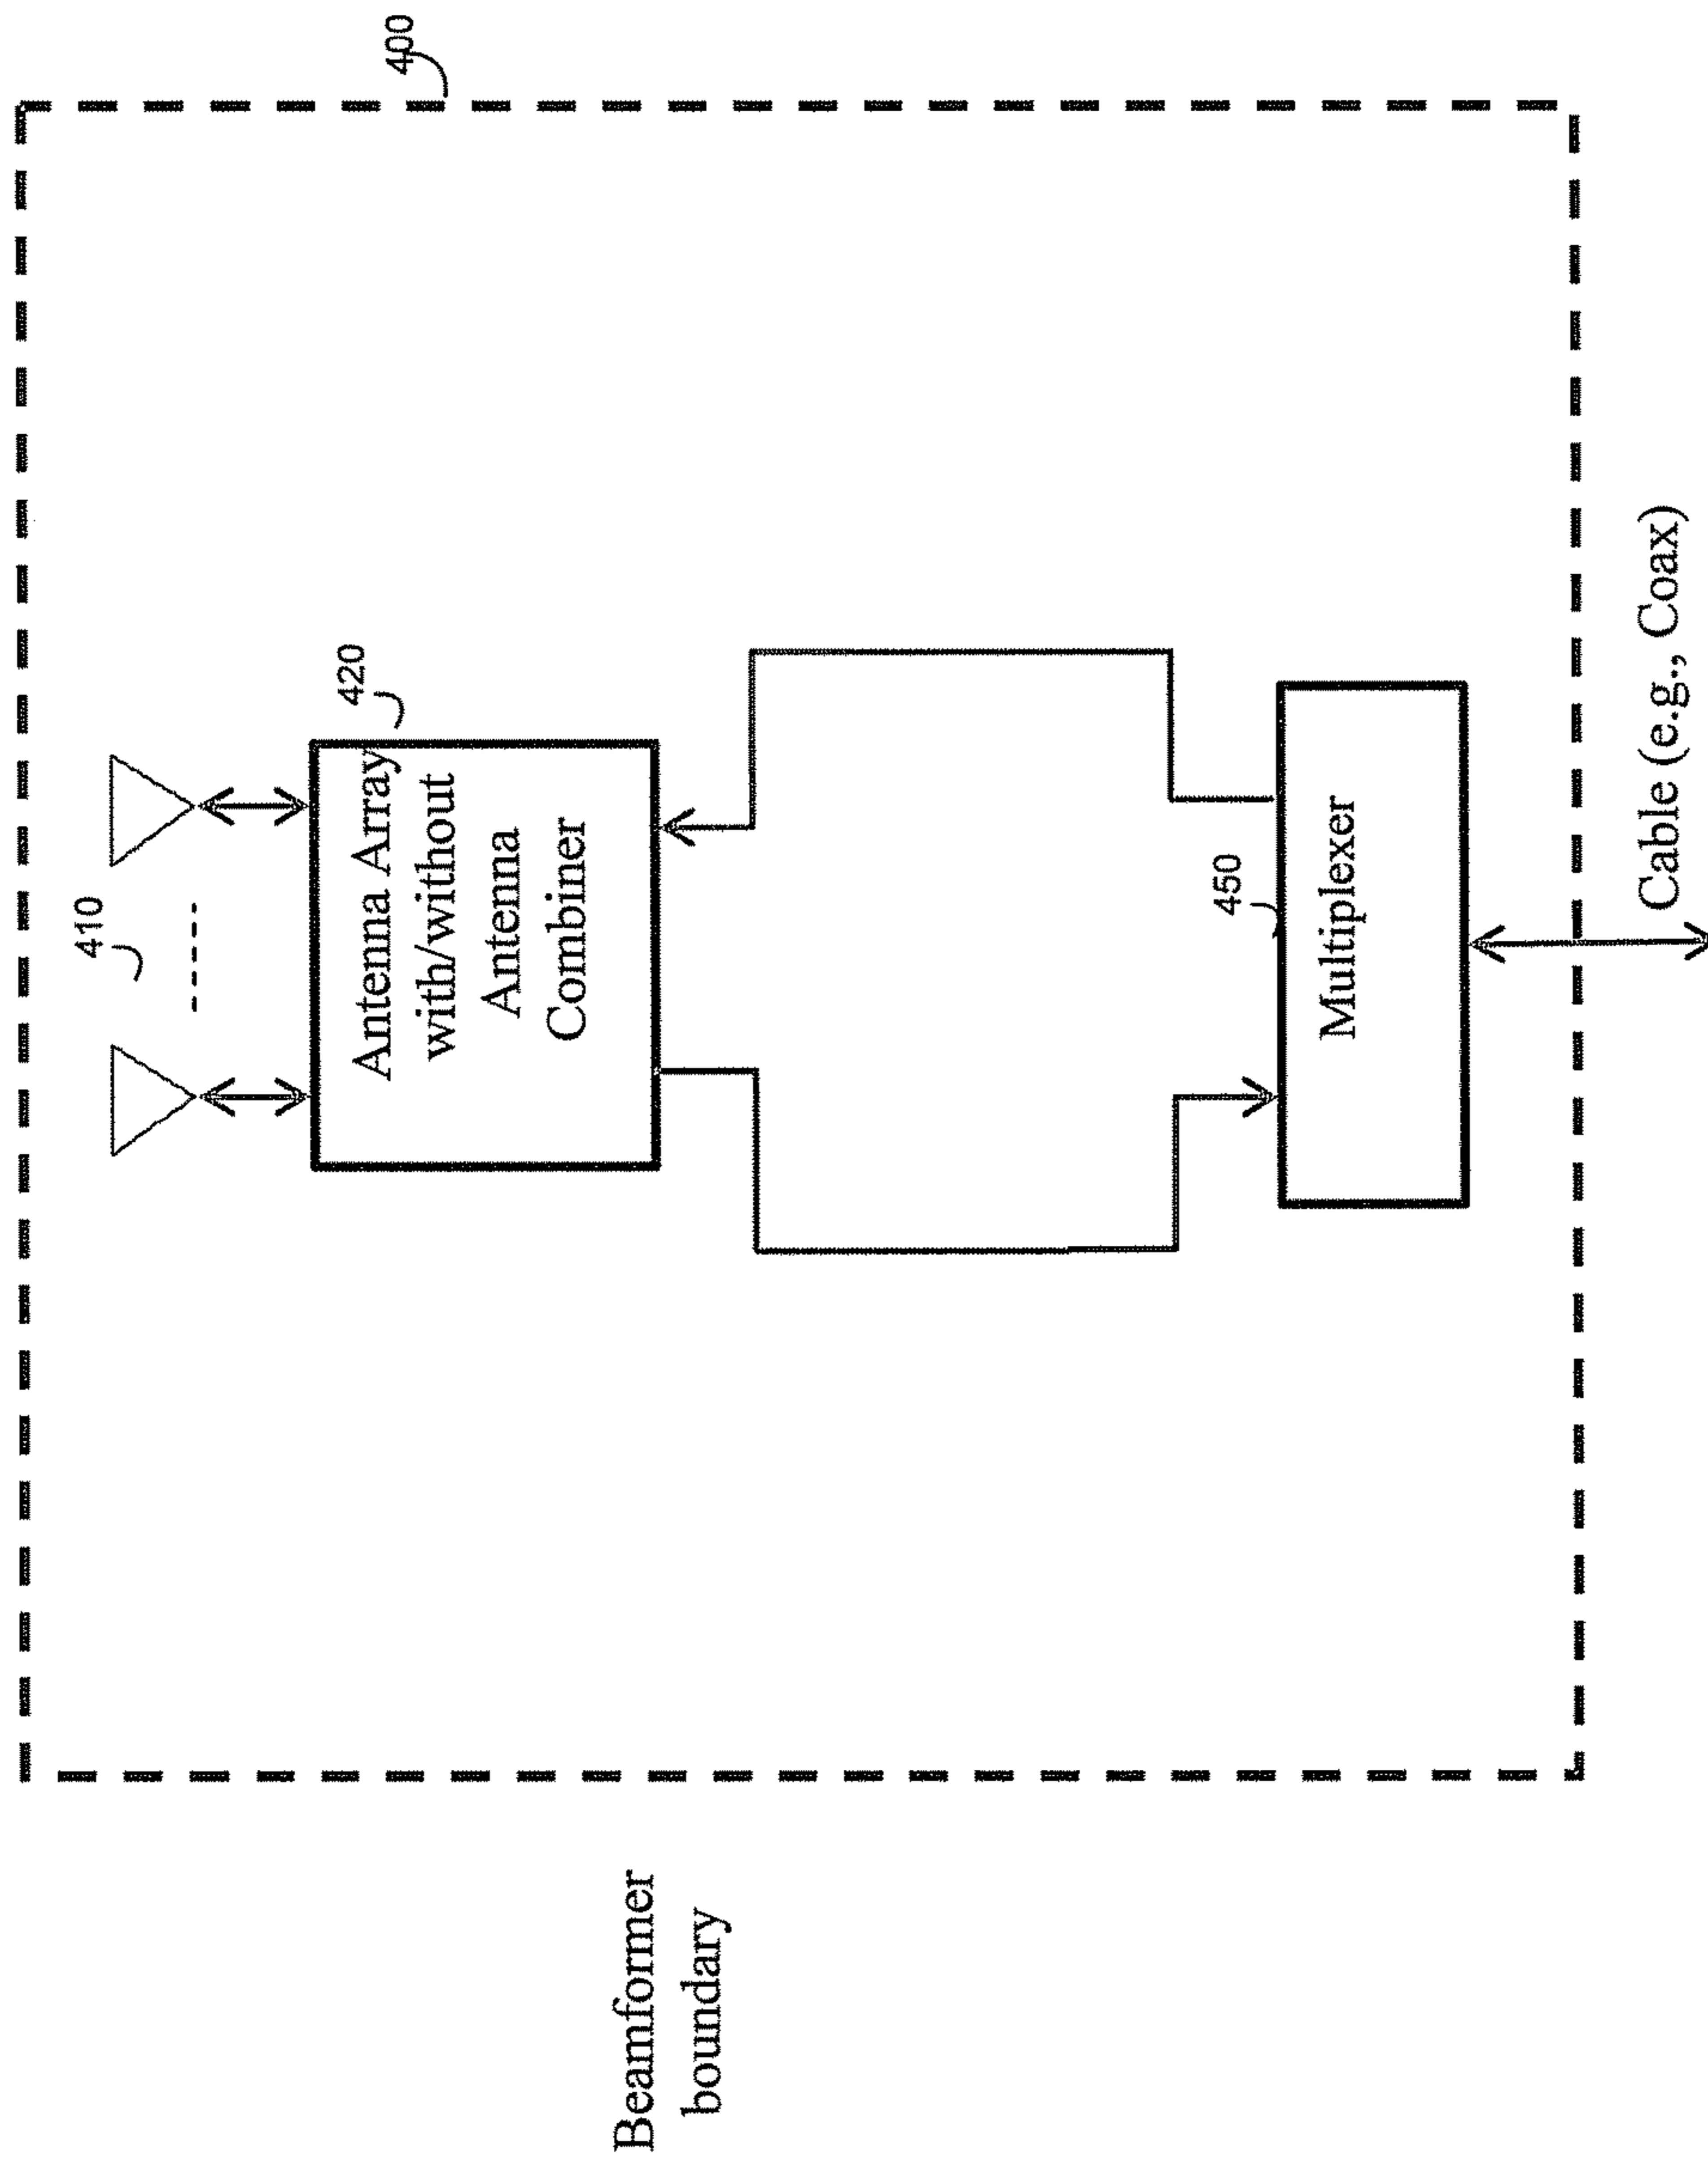 Beamformer
boundary
410
420
400
Antenna Array
with/without
Antenna
Combiner
450
Multiplexer
Cable (e.g., Coax)